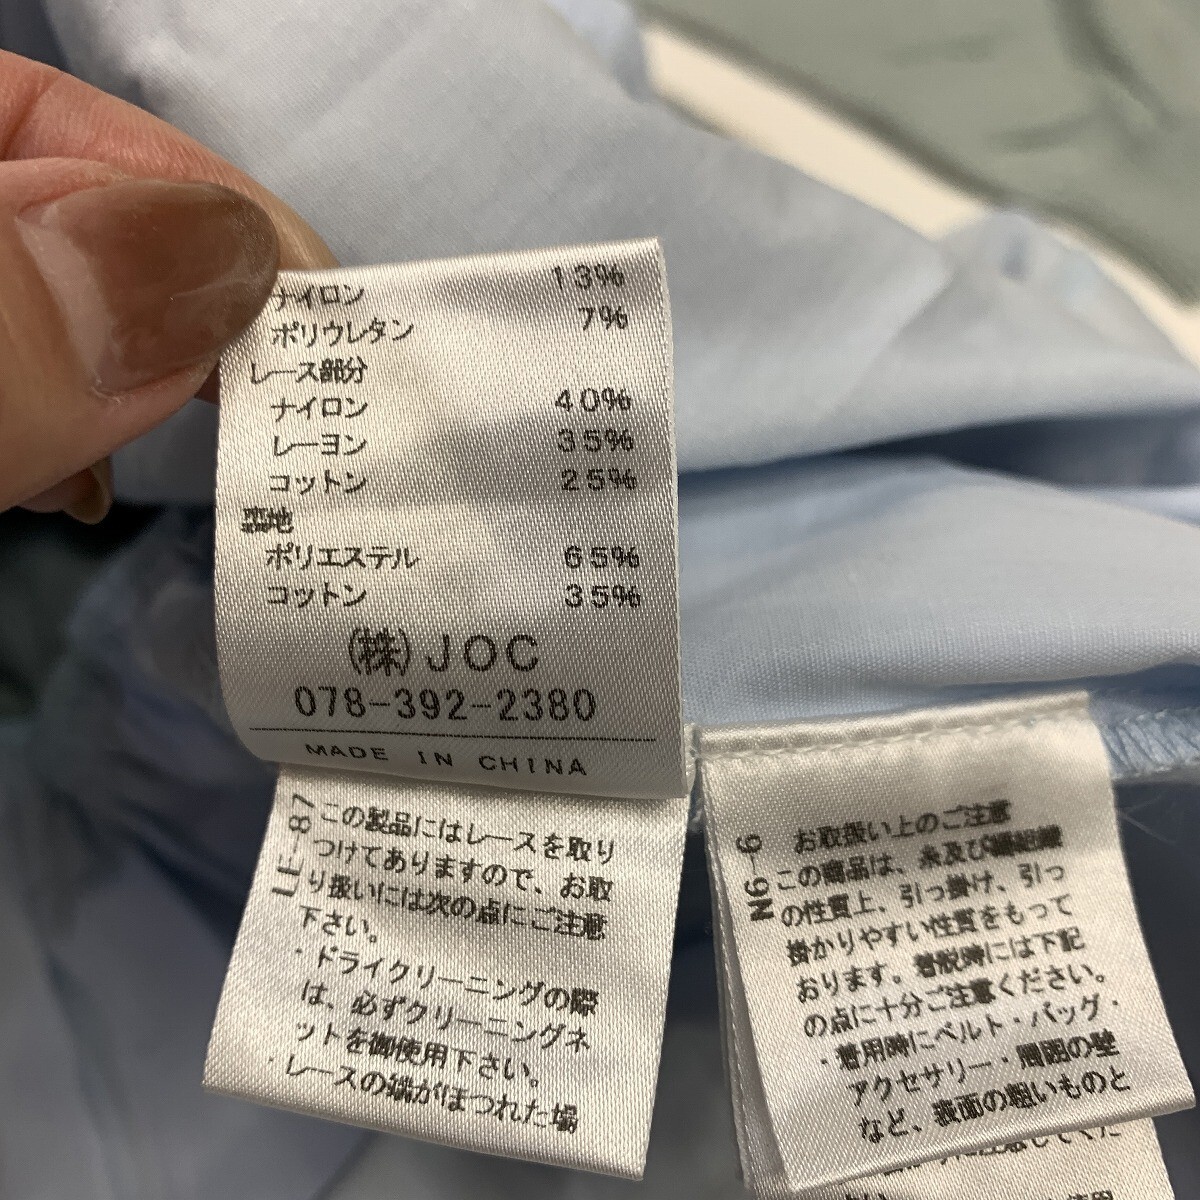 ナイロン 13%
ポリウレタン 7%
レース部分
ナイロン 40%
レーヨン 35%
コットン 25%
裏地
ポリエステル 65%
コットン 35%
(株)JOC
078-392-2380
MADE IN CHINA
この製品にはレースを取り
つけてありますので、お取
り扱いには次の点にご注意
下さい。
・ドライクリーニングの際
は、必ずクリーニングネ
ットを御使用下さい。
・レースの端がほつれた場
9-9N
お取扱い上のご注意
この商品は、糸及び編組織
の性質上、引っ掛け、引っ
掛かりやすい性質をもって
おります。着脱時には下記
の点に十分ご注意ください。
・着用時にベルト・バッグ・
アクセサリー・周囲の壁
など、表面の粗いものと